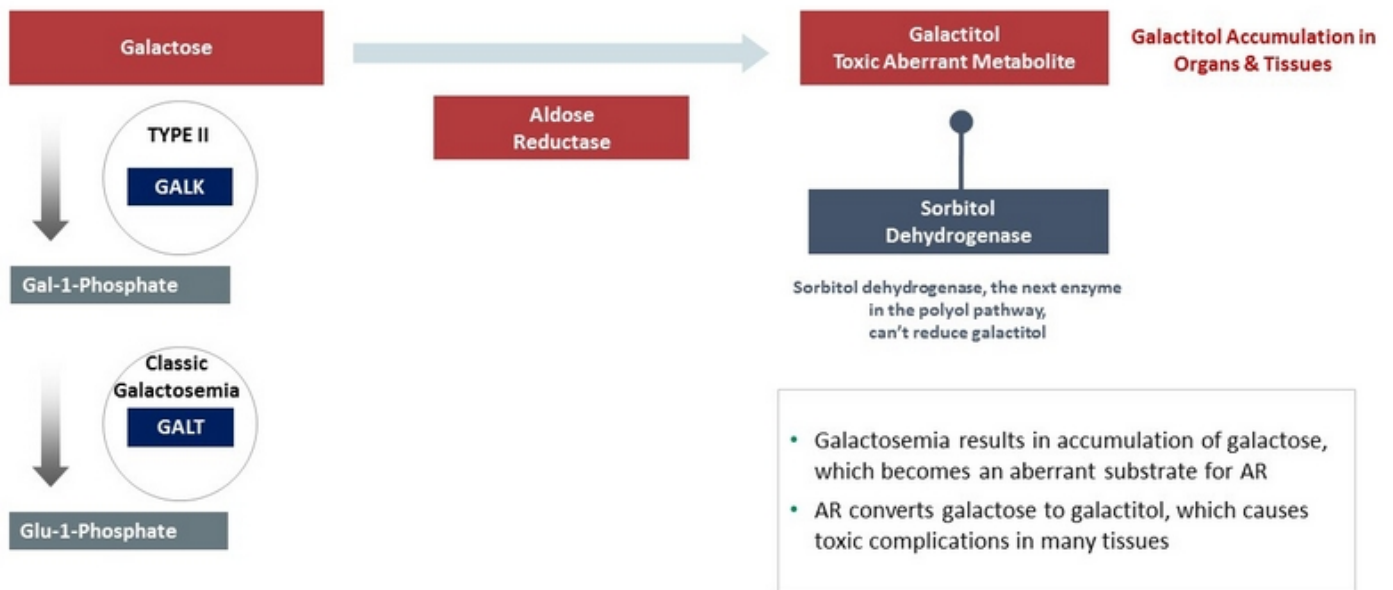 Galactose
Galactitol
Toxic Aberrant Metabolite
Galactitol Accumulation in
Organs & Tissues
Aldose
Reductase
TYPE II
GALK
Sorbitol
Dehydrogenase
Gal-1-Phosphate
Sorbitol dehydrogenase, the next enzyme
in the polyol pathway,
can't reduce galactitol
Classic
Galactosemia
GALT
Glu-1-Phosphate
• Galactosemia results in accumulation of galactose,
which becomes an aberrant substrate for AR
• AR converts galactose to galactitol, which causes
toxic complications in many tissues